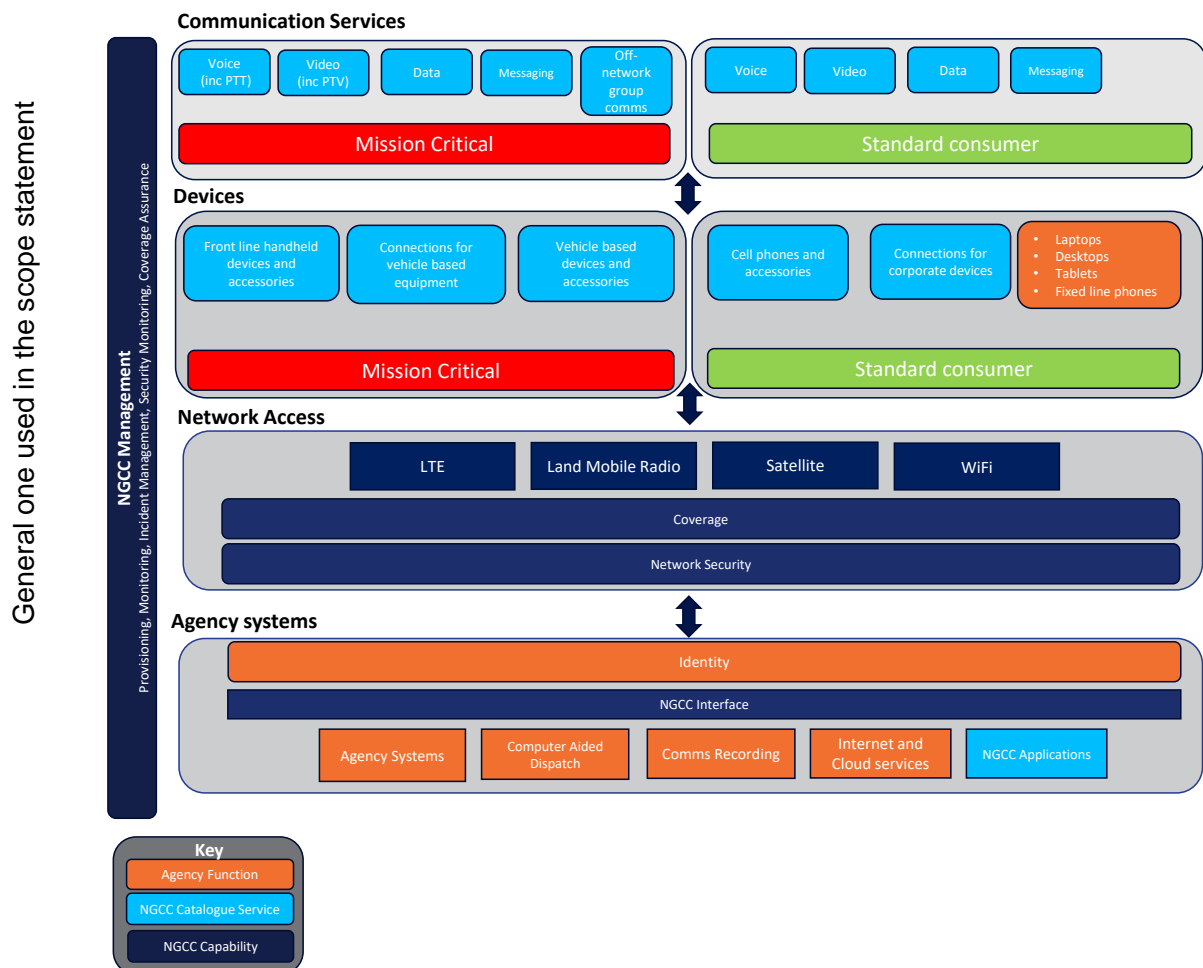 General one used in the scope statement
NGCC Management
Provisioning, Monitoring, Incident Management, Security Monitoring, Coverage Assurance
Communication Services
Voice
(inc PTT)
Video
(inc PTV)
Data
Messaging
Off-
network
group
comms
Mission Critical
Voice
Video
Data
Messaging
Standard consumer
Devices
Front line handheld
devices and
accessories
Connections for
vehicle based
equipment
Vehicle based
devices and
accessories
Mission Critical
Cell phones and
accessories
Connections for
corporate devices
• Laptops
• Desktops
• Tablets
• Fixed line phones
Standard consumer
Network Access
LTE
Land Mobile Radio
Satellite
WiFi
Coverage
Network Security
Agency systems
Identity
NGCC Interface
Agency Systems
Computer Aided
Dispatch
Comms Recording
Internet and
Cloud services
NGCC Applications
Key
Agency Function
NGCC Catalogue Service
NGCC Capability